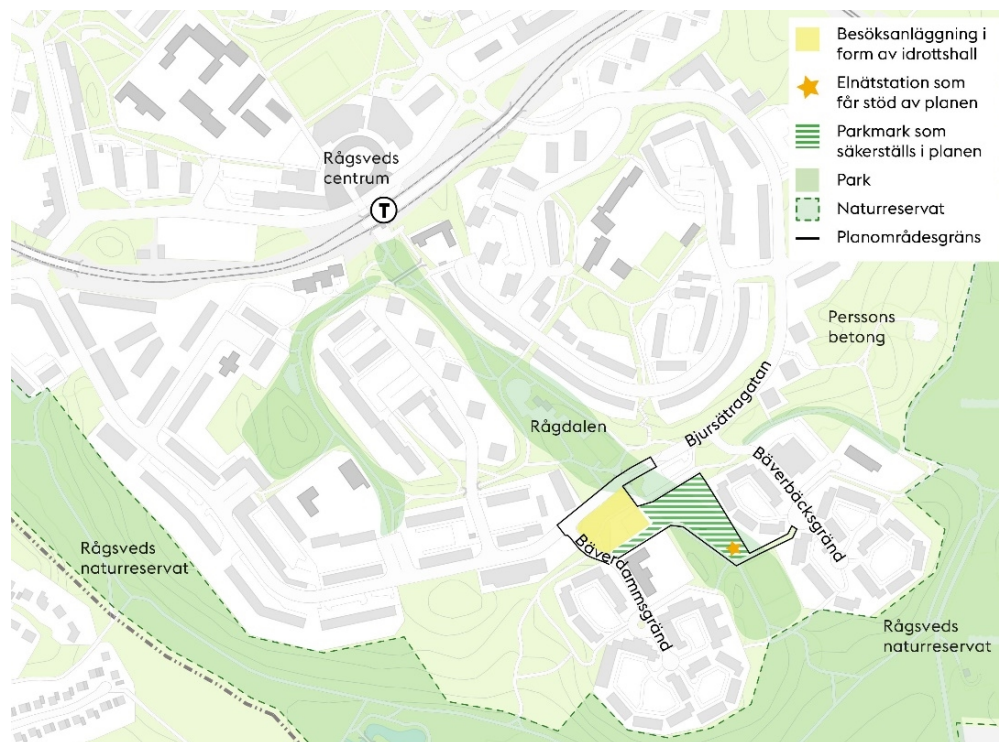 Besöksanläggning i
form av idrottshall
Elnätstation som
får stöd av planen
Parkmark som
säkerställs i planen
Park
Naturreservat
Planområdesgräns
Rågsveds
centrum
T
Perssons
betong
Bjursätragatan
Rågdalen
Bäverbäcksgränd
Bäverdammsgränd
Rågsveds
naturreservat
Rågsveds
naturreservat